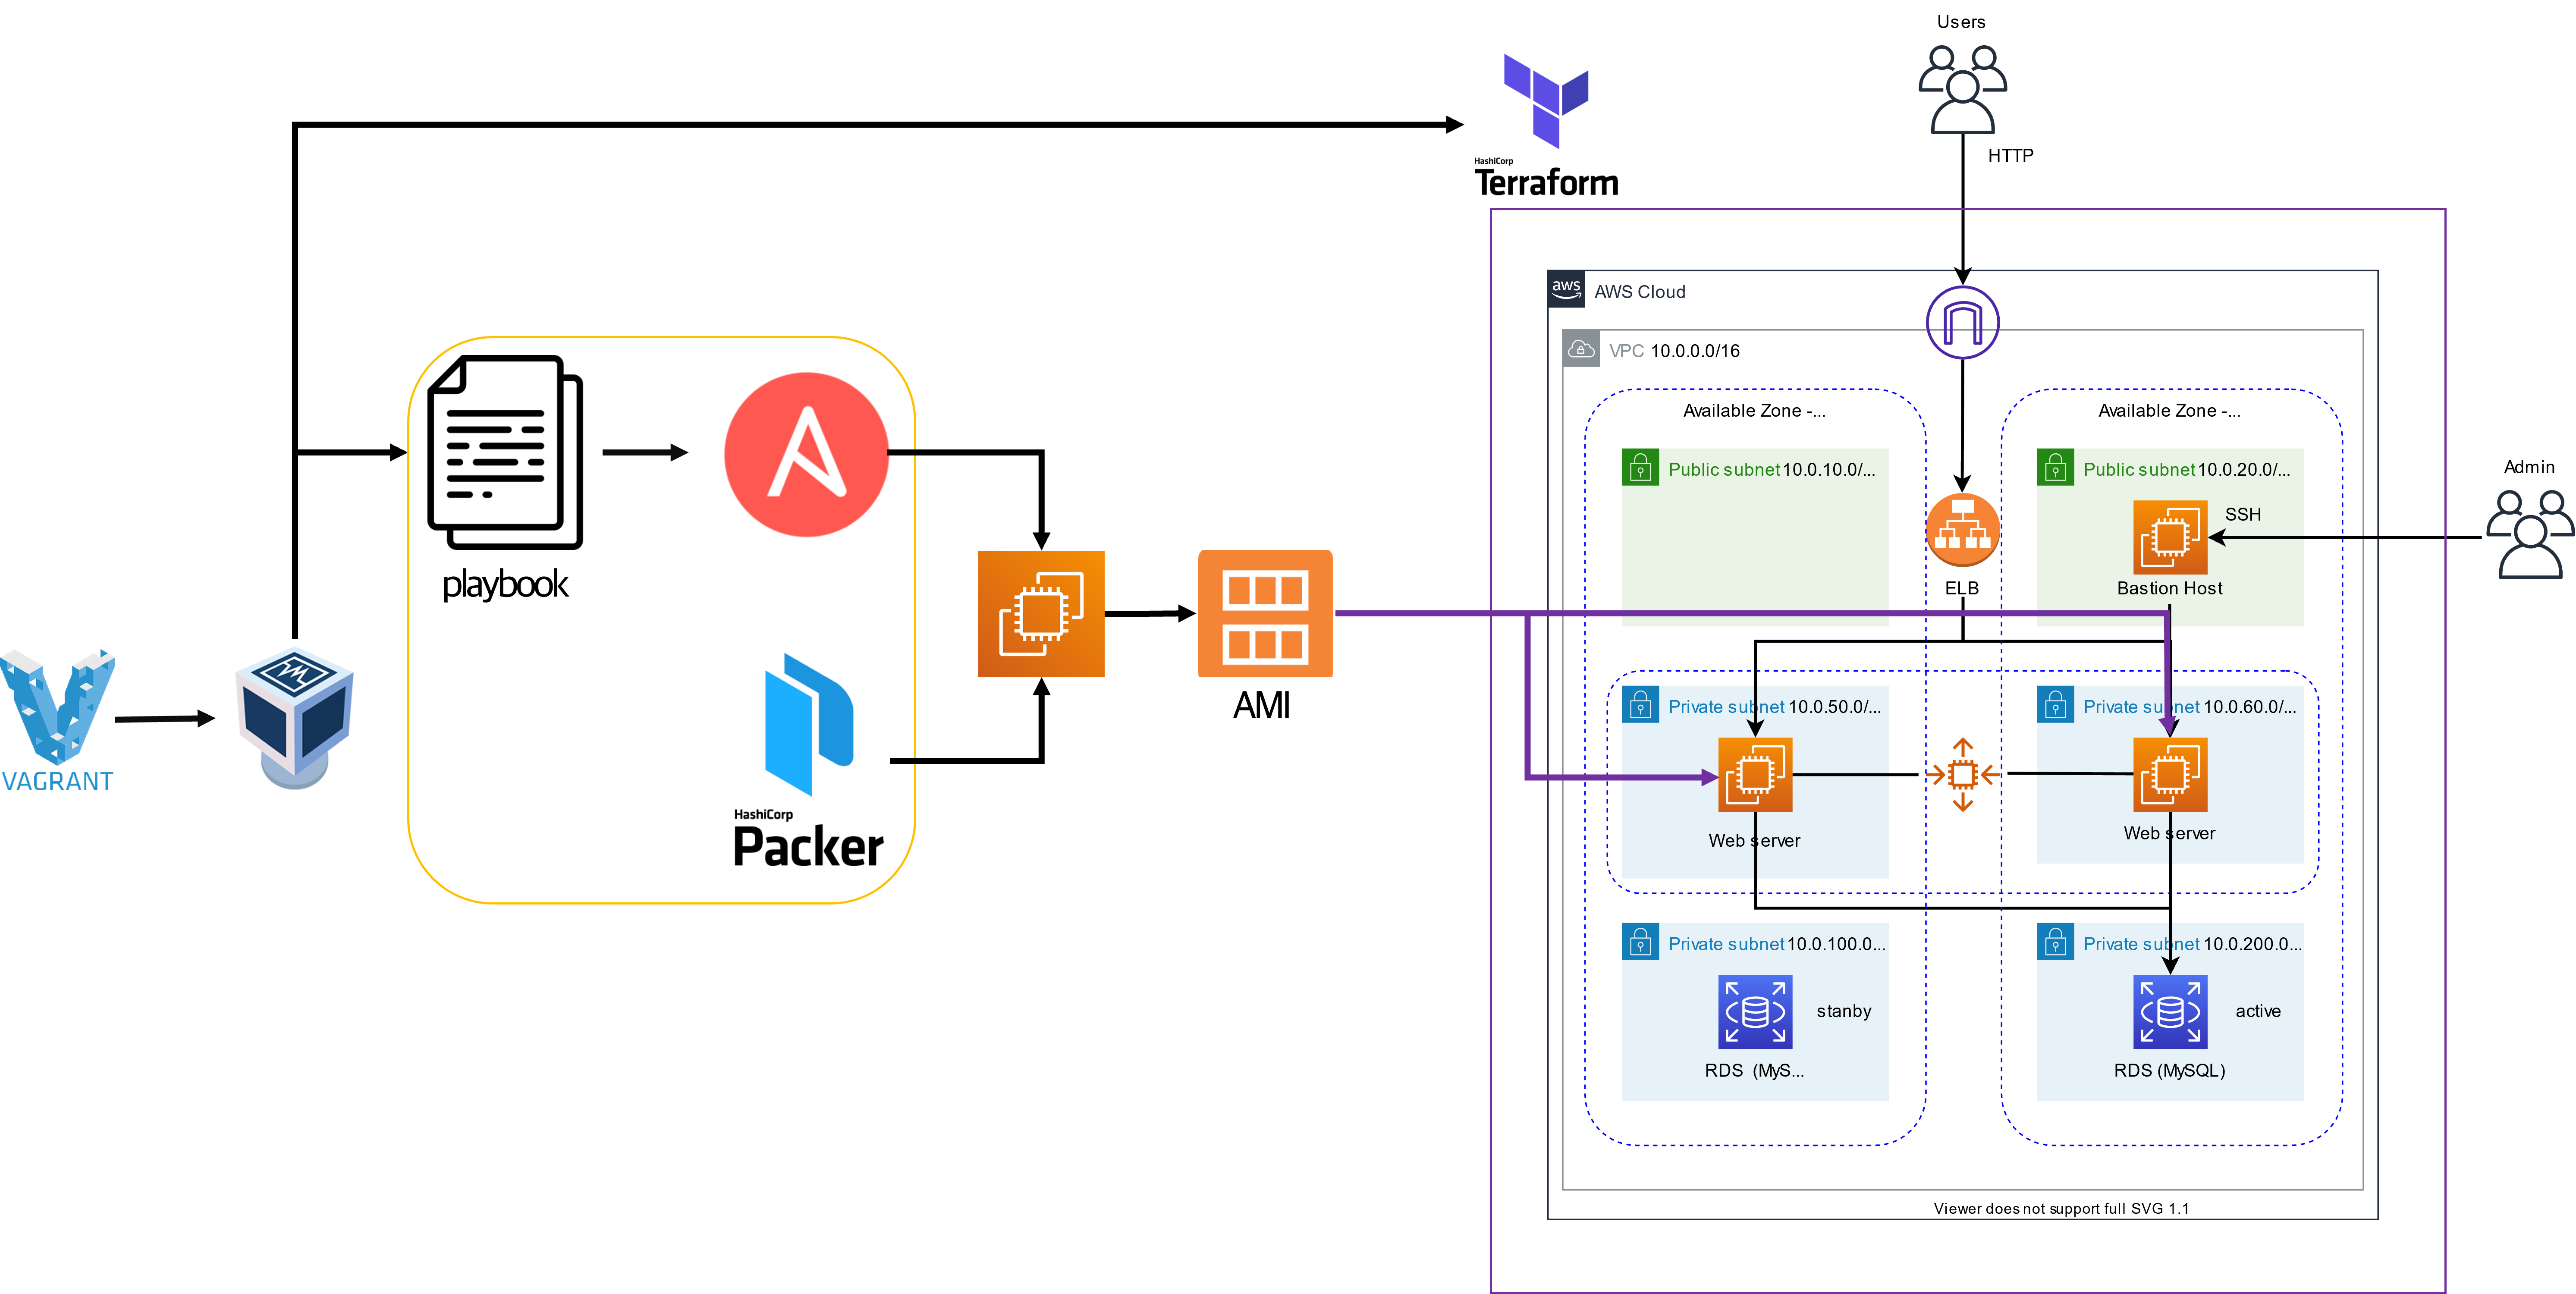 Users
HTTP
HashiCorp
Terraform
aws
AWS Cloud
VPC 10.0.0.0/16
Available Zone -...
Available Zone -...
Public subnet 10.0.10.0/...
Public subnet 10.0.20.0/...
Admin
SSH
ELB
Bastion Host
playbook
AMI
VAGRANT
HashiCorp
Packer
Private subnet 10.0.50.0/...
Private subnet 10.0.60.0/...
Web server
Web server
Private subnet 10.0.100.0...
Private subnet 10.0.200.0...
stanby
active
RDS (MyS...
RDS (MySQL)
Viewer does not support full SVG 1.1